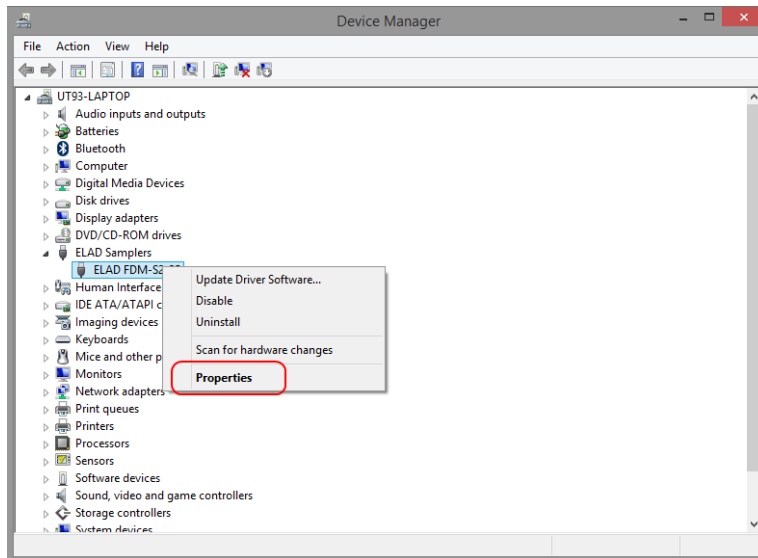 Device Manager
File Action View Help
UT93-LAPTOP
Audio inputs and outputs
Batteries
Bluetooth
Computer
Digital Media Devices
Disk drives
Display adapters
DVD/CD-ROM drives
ELAD Samplers
ELAD FDM-S2
Update Driver Software...
Human Interface
Disable
IDE ATA/ATAPI c
Imaging devices
Uninstall
Keyboards
Scan for hardware changes
Mice and other p
Monitors
Properties
Network adapters
Print queues
Printers
Processors
Sensors
Software devices
Sound, video and game controllers
Storage controllers
System devices